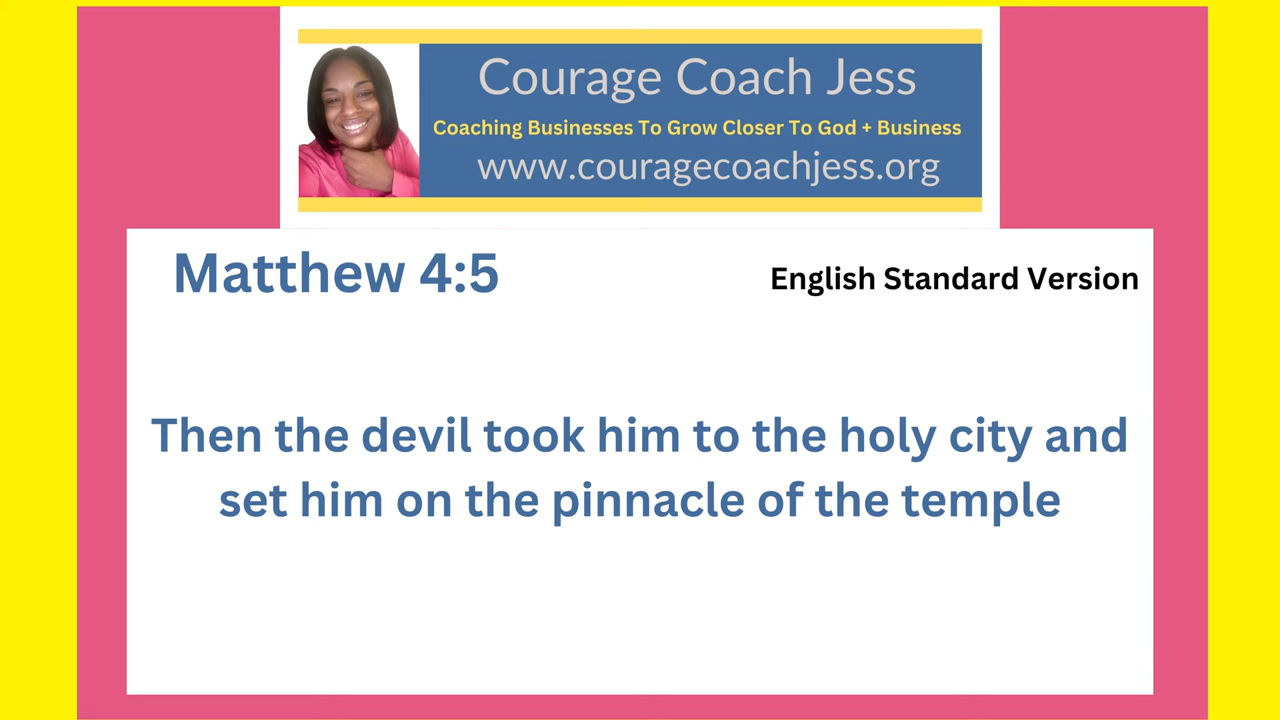 Courage Coach Jess
Coaching Businesses To Grow Closer To God + Business
www.couragecoachjess.org
Matthew 4:5
English Standard Version
Then the devil took him to the holy city and
set him on the pinnacle of the temple